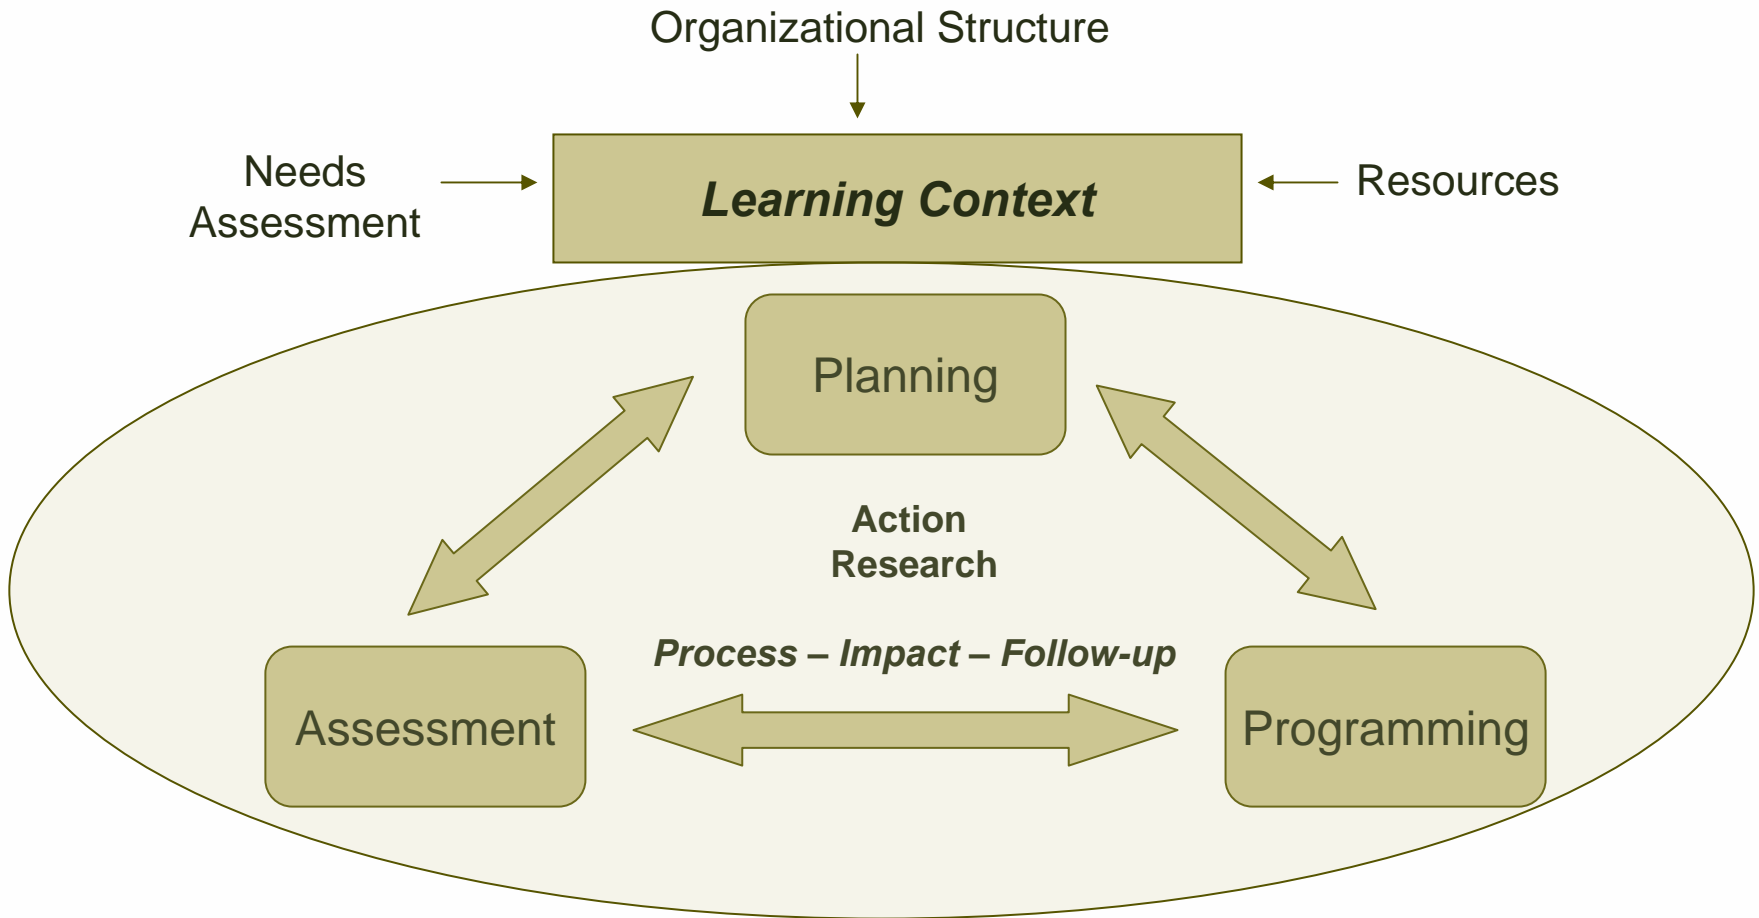 Organizational Structure
Needs
Assessment
Learning Context
Resources
Planning
Action
Research
Process – Impact – Follow-up
Assessment
Programming